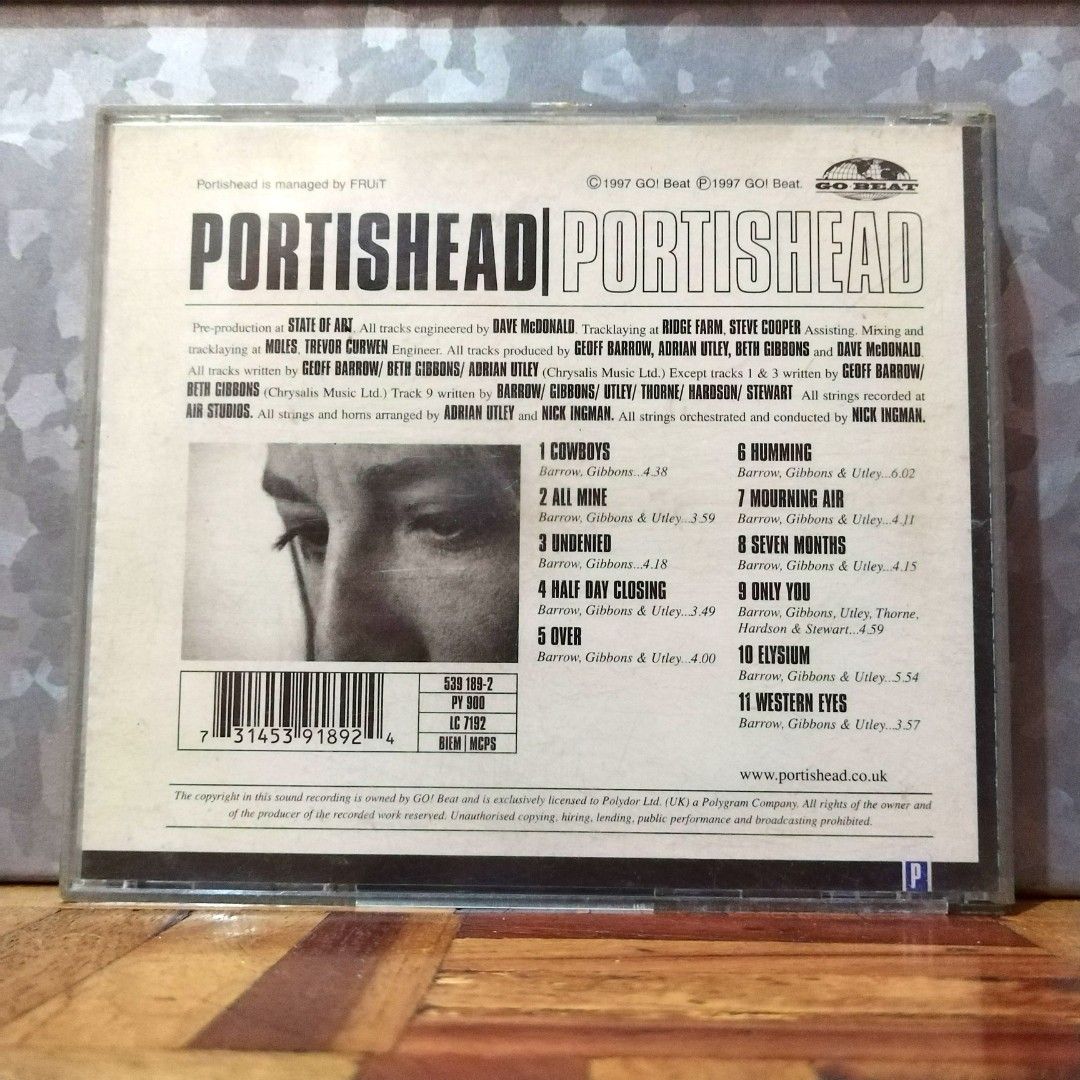 Portishead is managed by FRUiT
©1997 GO! Beat ℗1997 GO! Beat.
GO BEAT
PORTISHEAD| PORTISHEAD
Pre-production at STATE OF ART. All tracks engineered by DAVE McDONALD. Tracklaying at RIDGE FARM, STEVE COOPER Assisting. Mixing and
tracklaying at MOLES, TREVOR CURWEN Engineer. All tracks produced by GEOFF BARROW, ADRIAN UTLEY, BETH GIBBONS and DAVE McDONALD.
All tracks written by GEOFF BARROW/ BETH GIBBONS/ ADRIAN UTLEY (Chrysalis Music Ltd.) Except tracks 1 & 3 written by GEOFF BARROW/
BETH GIBBONS (Chrysalis Music Ltd.) Track 9 written by BARROW/ GIBBONS/ UTLEY/ THORNE/ HARDSON/ STEWART All strings recorded at
AIR STUDIOS. All strings and horns arranged by ADRIAN UTLEY and NICK INGMAN. All strings orchestrated and conducted by NICK INGMAN.
1 COWBOYS
Barrow, Gibbons...4.38
2 ALL MINE
Barrow, Gibbons & Utley...3.59
3 UNDENIED
Barrow, Gibbons...4.18
4 HALF DAY CLOSING
Barrow, Gibbons & Utley...3.49
5 OVER
Barrow, Gibbons & Utley...4.00
6 HUMMING
Barrow, Gibbons & Utley...6.02
7 MOURNING AIR
Barrow, Gibbons & Utley...4.11
8 SEVEN MONTHS
Barrow, Gibbons & Utley...4.15
9 ONLY YOU
Barrow, Gibbons, Utley, Thorne,
Hardson & Stewart...4.59
10 ELYSIUM
Barrow, Gibbons & Utley...5.54
11 WESTERN EYES
Barrow, Gibbons & Utley...3.57
7 31453 91892 4
539 189-2
PY 900
LC 7192
BIEM | MCPS
www.portishead.co.uk
The copyright in this sound recording is owned by GO! Beat and is exclusively licensed to Polydor Ltd. (UK) a Polygram Company. All rights of the owner and
of the producer of the recorded work reserved. Unauthorised copying, hiring, lending, public performance and broadcasting prohibited.
P